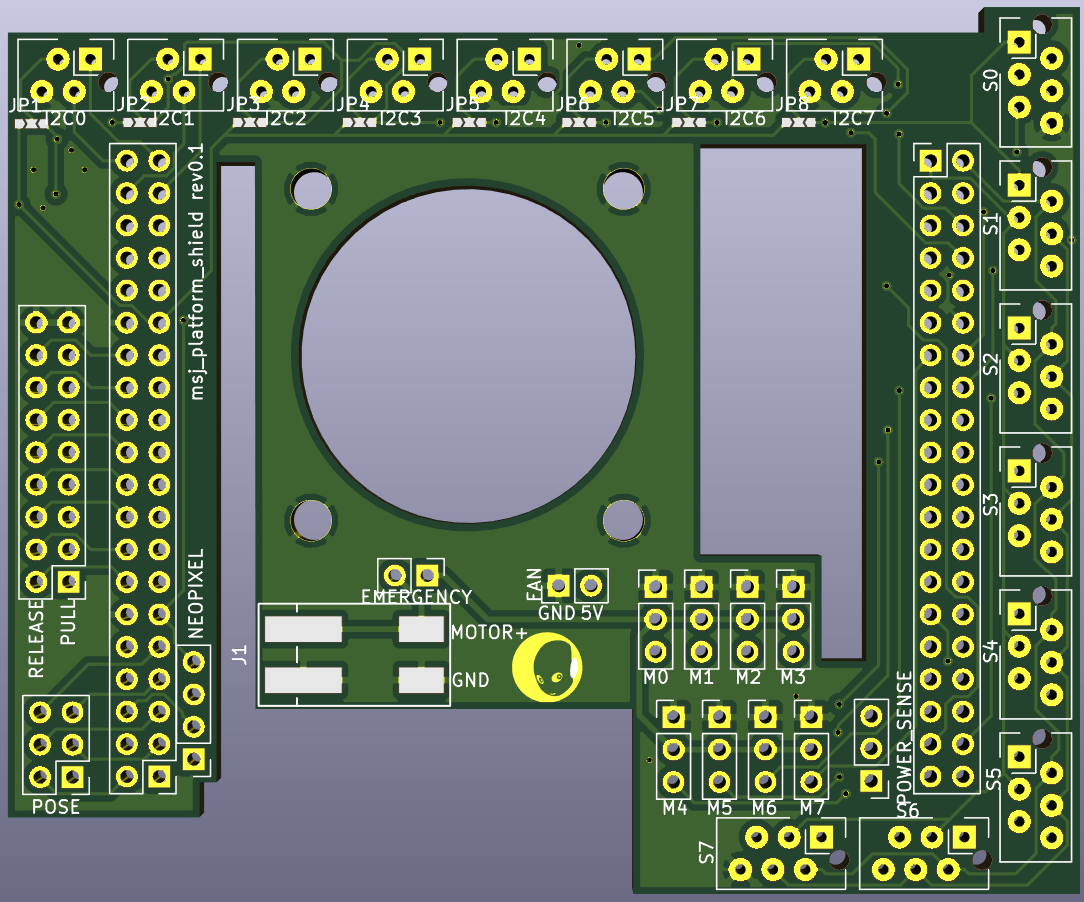 S0
JP1
JP2
JP3
JP4
JP5
JP6
JP7
JP8
I2C0
I2C1
I2C2
I2C3
I2C4
I2C5
I2C6
I2C7
msj_platform_shield rev0.1
S1
S2
S3
S4
S5
NEOPIXEL
RELEASE
PULL
EMERGENCY
FAN
GND 5V
J1
MOTOR+
GND
M0
M1
M2
M3
POWER_SENSE
POSE
M4
M5
M6
M7
S6
S7